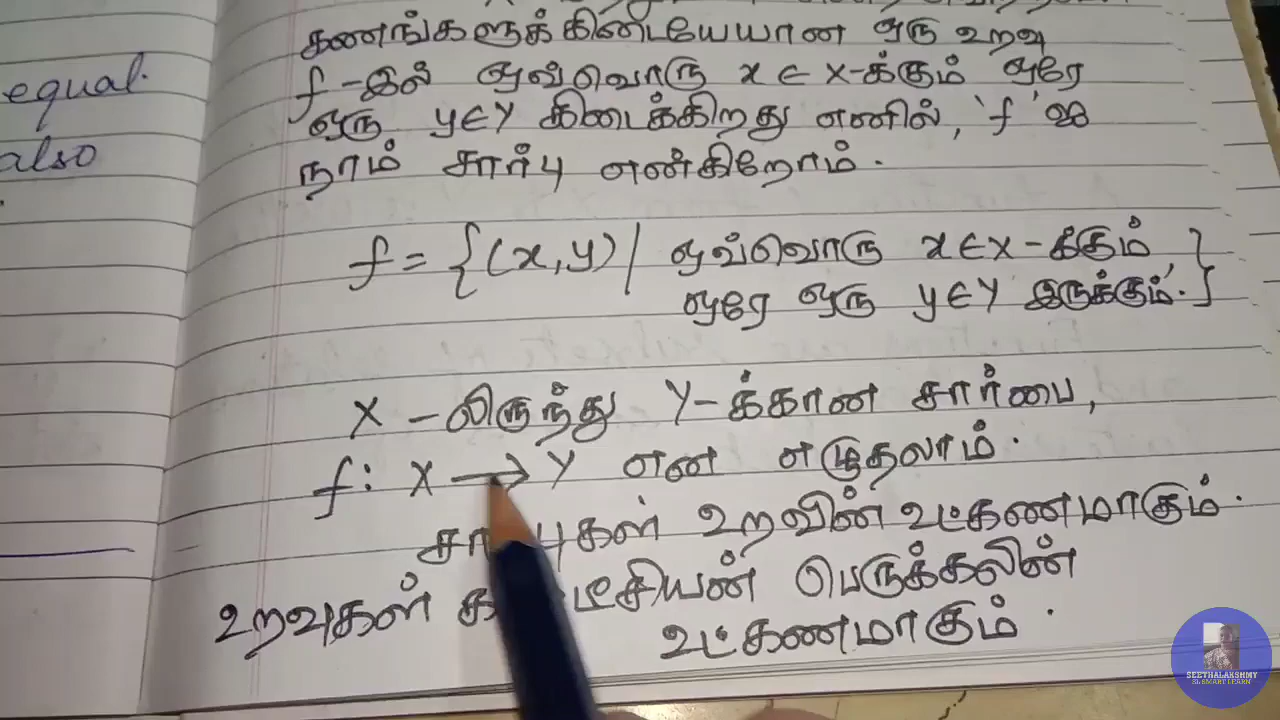 equal.
also
கணங்களுக்கிடையேயான ஒரு உறவு
f -இல் ஒவ்வொரு x ∈ X-க்கும் ஒரே
ஒரு y∈Y கிடைக்கிறது எனில், 'f' ஐ
நாம் சார்பு என்கிறோம்.
f = {(x,y) | ஒவ்வொரு x∈X-க்கும்
ஒரே ஒரு y∈Y இருக்கும்.}
X -லிருந்து Y-க்கான சார்பை,
f: X → Y என எழுதலாம்.
உறவின் உட்கணமாகும்.
உறவுகள் பெருக்கலின்
உட்கணமாகும்.
SEETHALAKSHMY